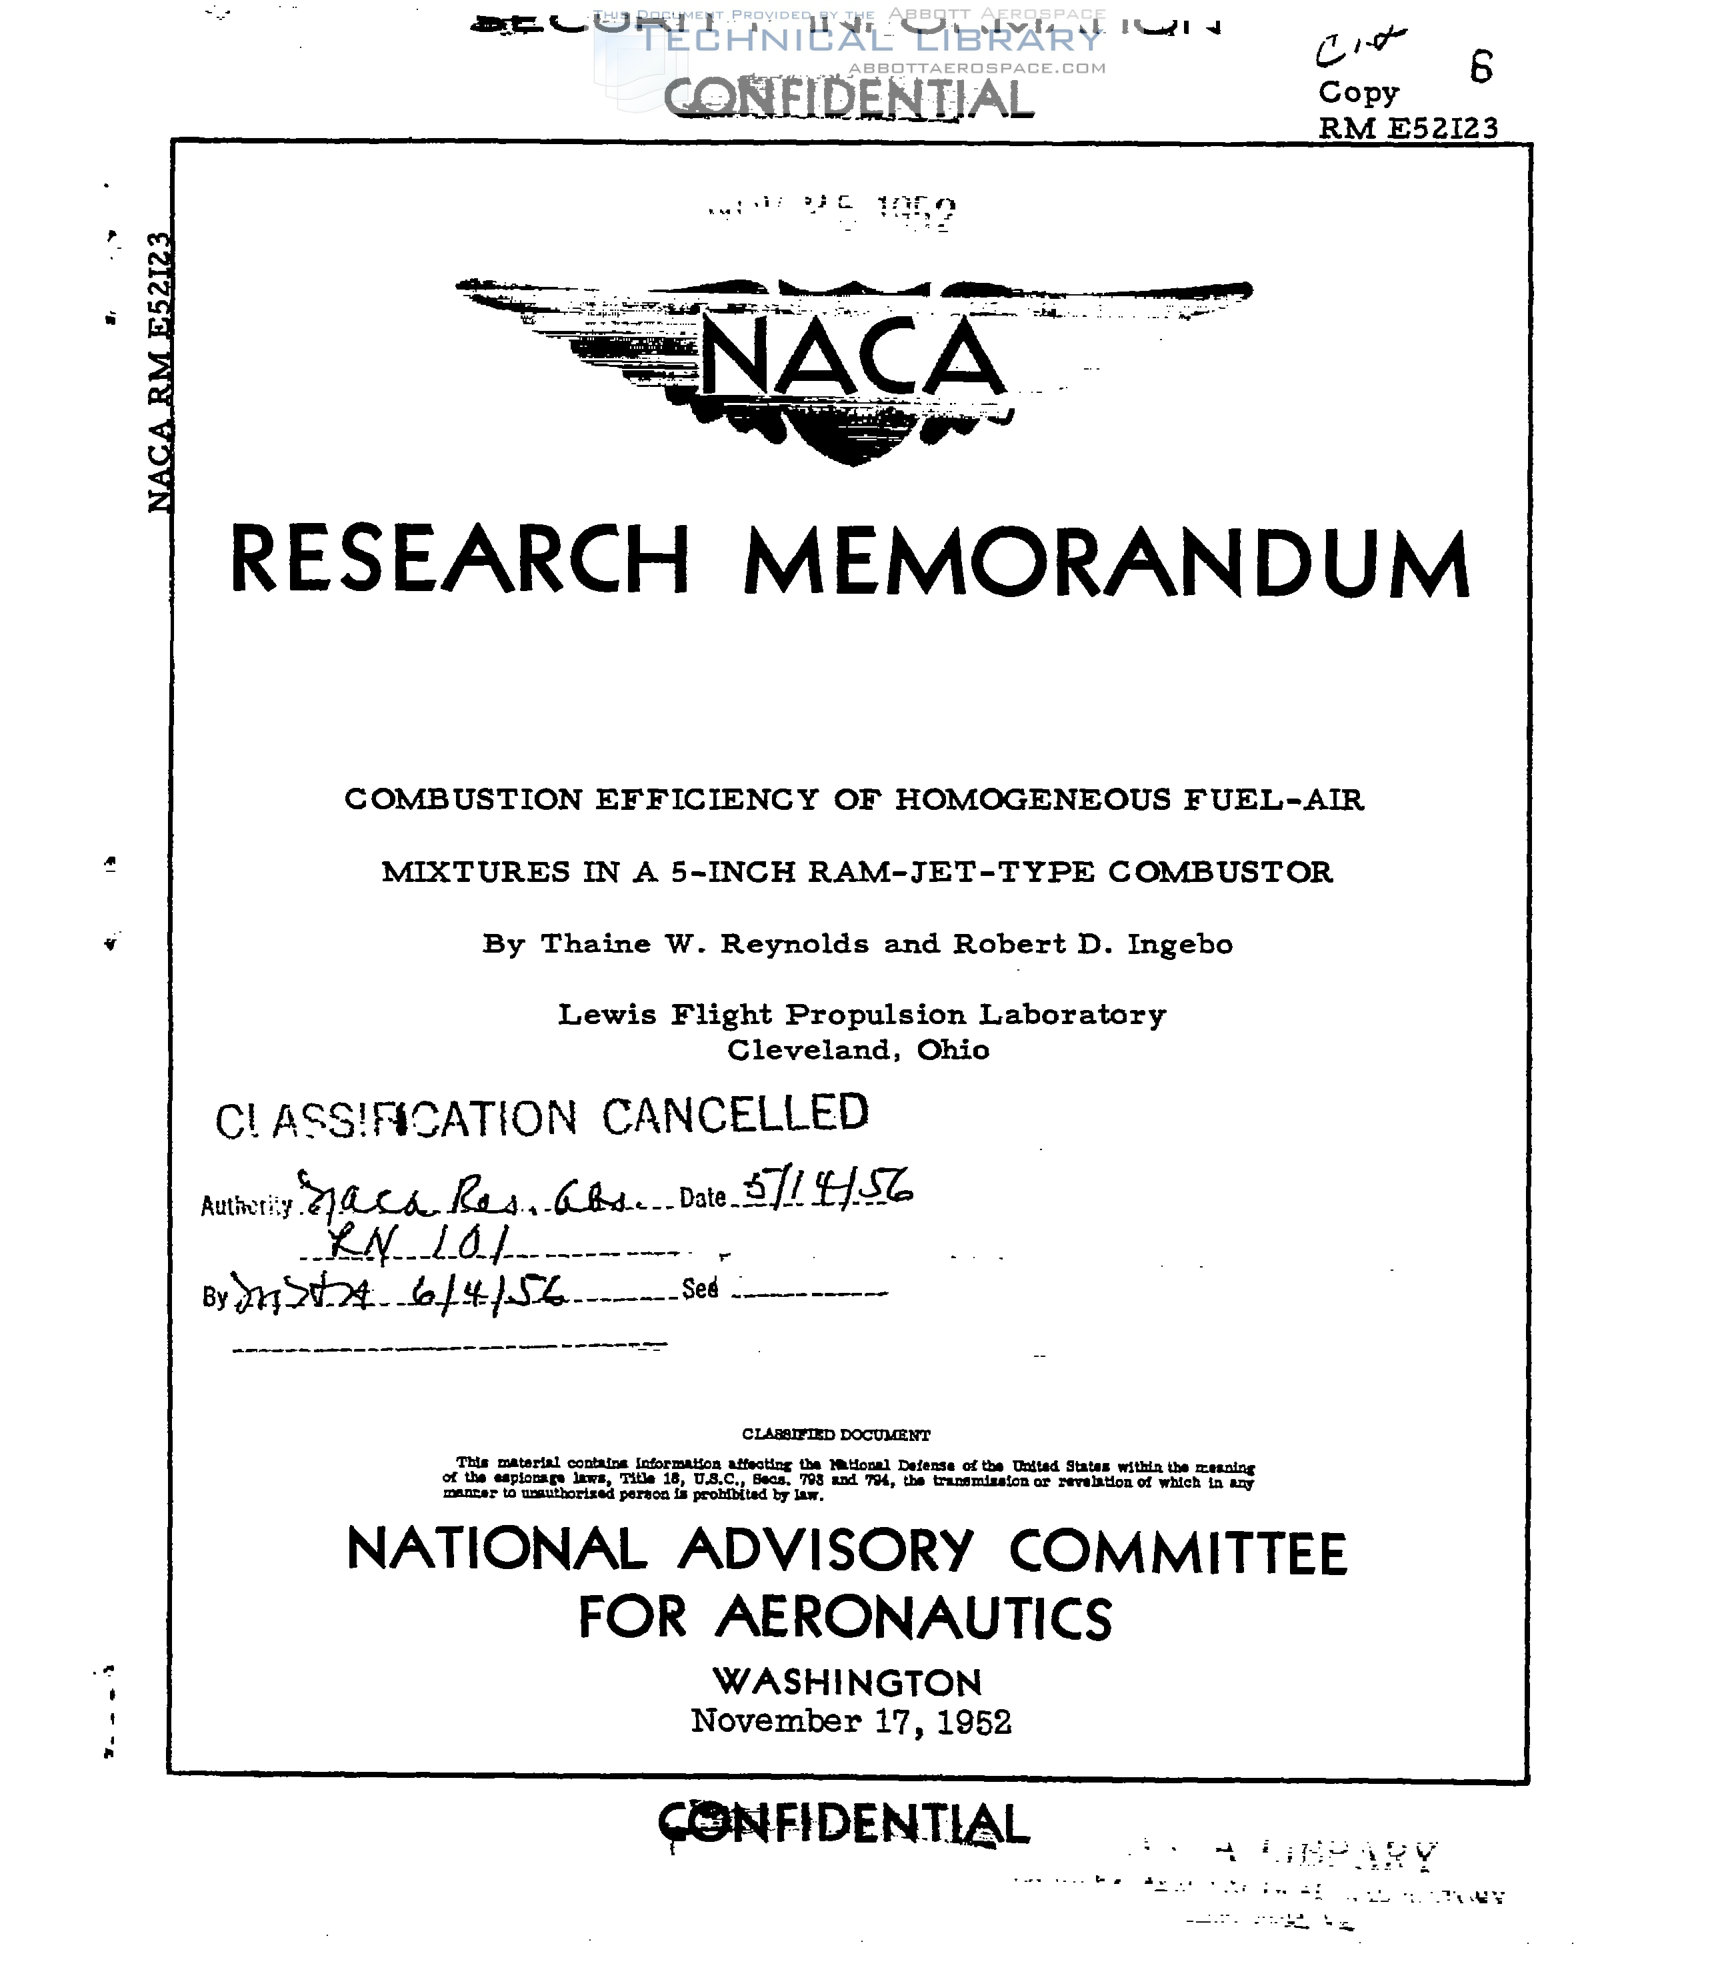 THIS DOCUMENT PROVIDED BY THE ABBOTT AEROSPACE
TECHNICAL LIBRARY
ABBOTTAEROSPACE.COM
CONFIDENTIAL
6
Copy
RM E52I23
NACA RM E52I23
NACA
RESEARCH MEMORANDUM
COMBUSTION EFFICIENCY OF HOMOGENEOUS FUEL-AIR
MIXTURES IN A 5-INCH RAM-JET-TYPE COMBUSTOR
By Thaine W. Reynolds and Robert D. Ingebo
Lewis Flight Propulsion Laboratory
Cleveland, Ohio
CLASSIFICATION CANCELLED
Authority Naca Res. Abs. Date 5/14/56
RN 101
By 6/4/56 See
CLASSIFIED DOCUMENT
This material contains information affecting the National Defense of the United States within the meaning
of the espionage laws, Title 18, U.S.C., Secs. 793 and 794, the transmission or revelation of which in any
manner to unauthorized person is prohibited by law.
NATIONAL ADVISORY COMMITTEE
FOR AERONAUTICS
WASHINGTON
November 17, 1952
CONFIDENTIAL
LIBRARY